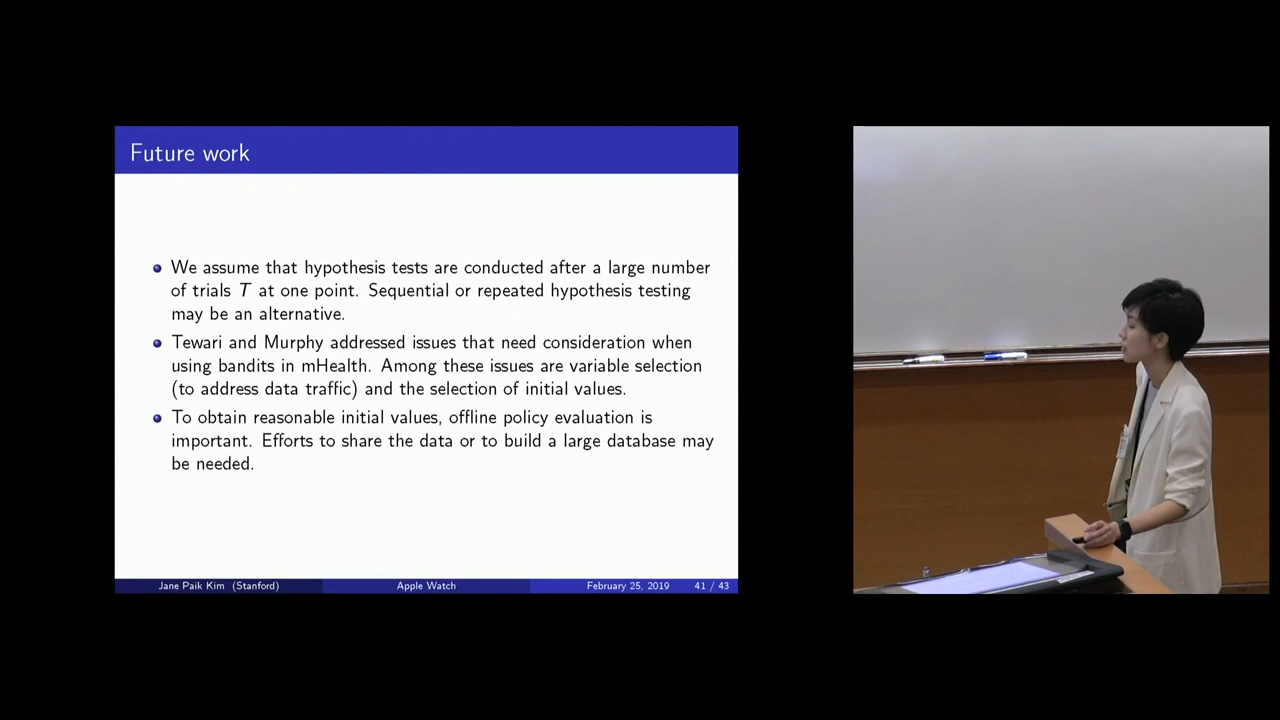 Future work
We assume that hypothesis tests are conducted after a large number
of trials T at one point. Sequential or repeated hypothesis testing
may be an alternative.
Tewari and Murphy addressed issues that need consideration when
using bandits in mHealth. Among these issues are variable selection
(to address data traffic) and the selection of initial values.
To obtain reasonable initial values, offline policy evaluation is
important. Efforts to share the data or to build a large database may
be needed.
Jane Paik Kim (Stanford) Apple Watch February 25, 2019 41 / 43